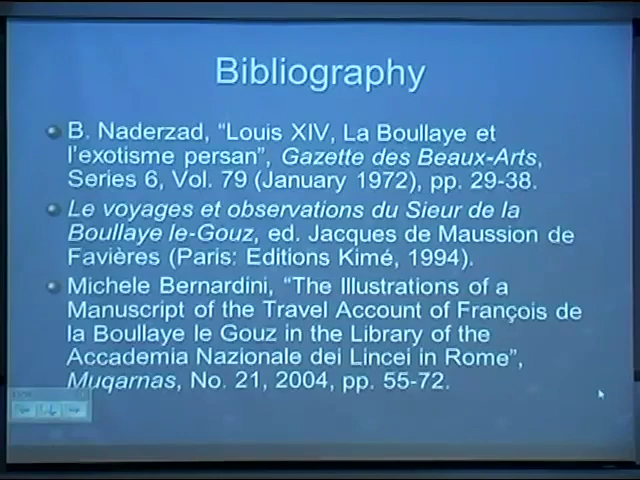 Bibliography
B. Naderzad, “Louis XIV, La Boullaye et
l’exotisme persan”, Gazette des Beaux-Arts,
Series 6, Vol. 79 (January 1972), pp. 29-38.
Le voyages et observations du Sieur de la
Boullaye le-Gouz, ed. Jacques de Maussion de
Favières (Paris: Editions Kimé, 1994).
Michele Bernardini, “The Illustrations of a
Manuscript of the Travel Account of François de
la Boullaye le Gouz in the Library of the
Accademia Nazionale dei Lincei in Rome”,
Muqarnas, No. 21, 2004, pp. 55-72.